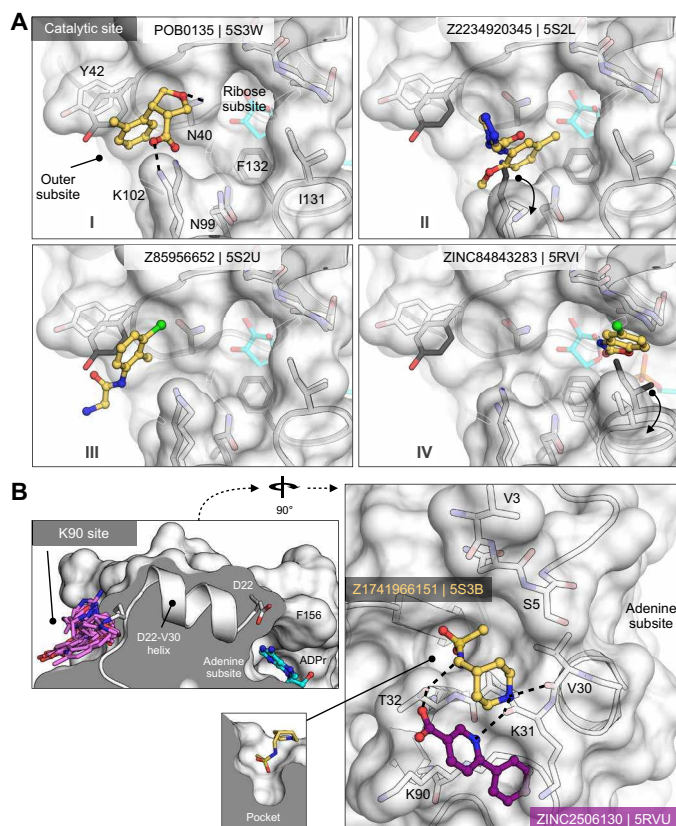 A
Catalytic site
POB0135 | 5S3W
Y42
Ribose
subsite
N40
Outer
subsite
F132
K102
I131
I
N99
Z2234920345 | 5S2L
II
Z85956652 | 5S2U
III
ZINC84843283 | 5RVI
IV
B
90°
K90 site
D22
D22-V30
helix
F156
Adenine
subsite
ADPr
Pocket
V3
Z1741966151 | 5S3B
S5
Adenine
subsite
T32
V30
K31
K90
ZINC2506130 | 5RVU